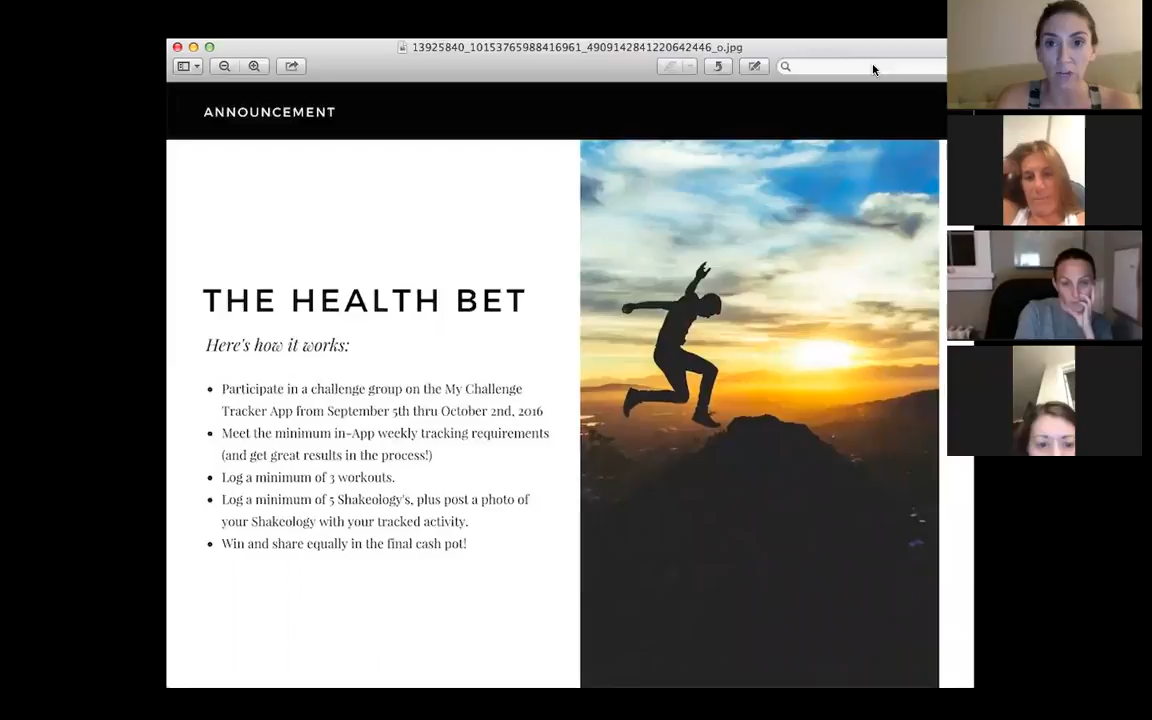 13925840_10153765988416961_4909142841220642446_o.jpg
ANNOUNCEMENT
THE HEALTH BET
Here's how it works:
• Participate in a challenge group on the My Challenge
Tracker App from September 5th thru October 2nd, 2016
• Meet the minimum in-App weekly tracking requirements
(and get great results in the process!)
• Log a minimum of 3 workouts.
• Log a minimum of 5 Shakeology's, plus post a photo of
your Shakeology with your tracked activity.
• Win and share equally in the final cash pot!